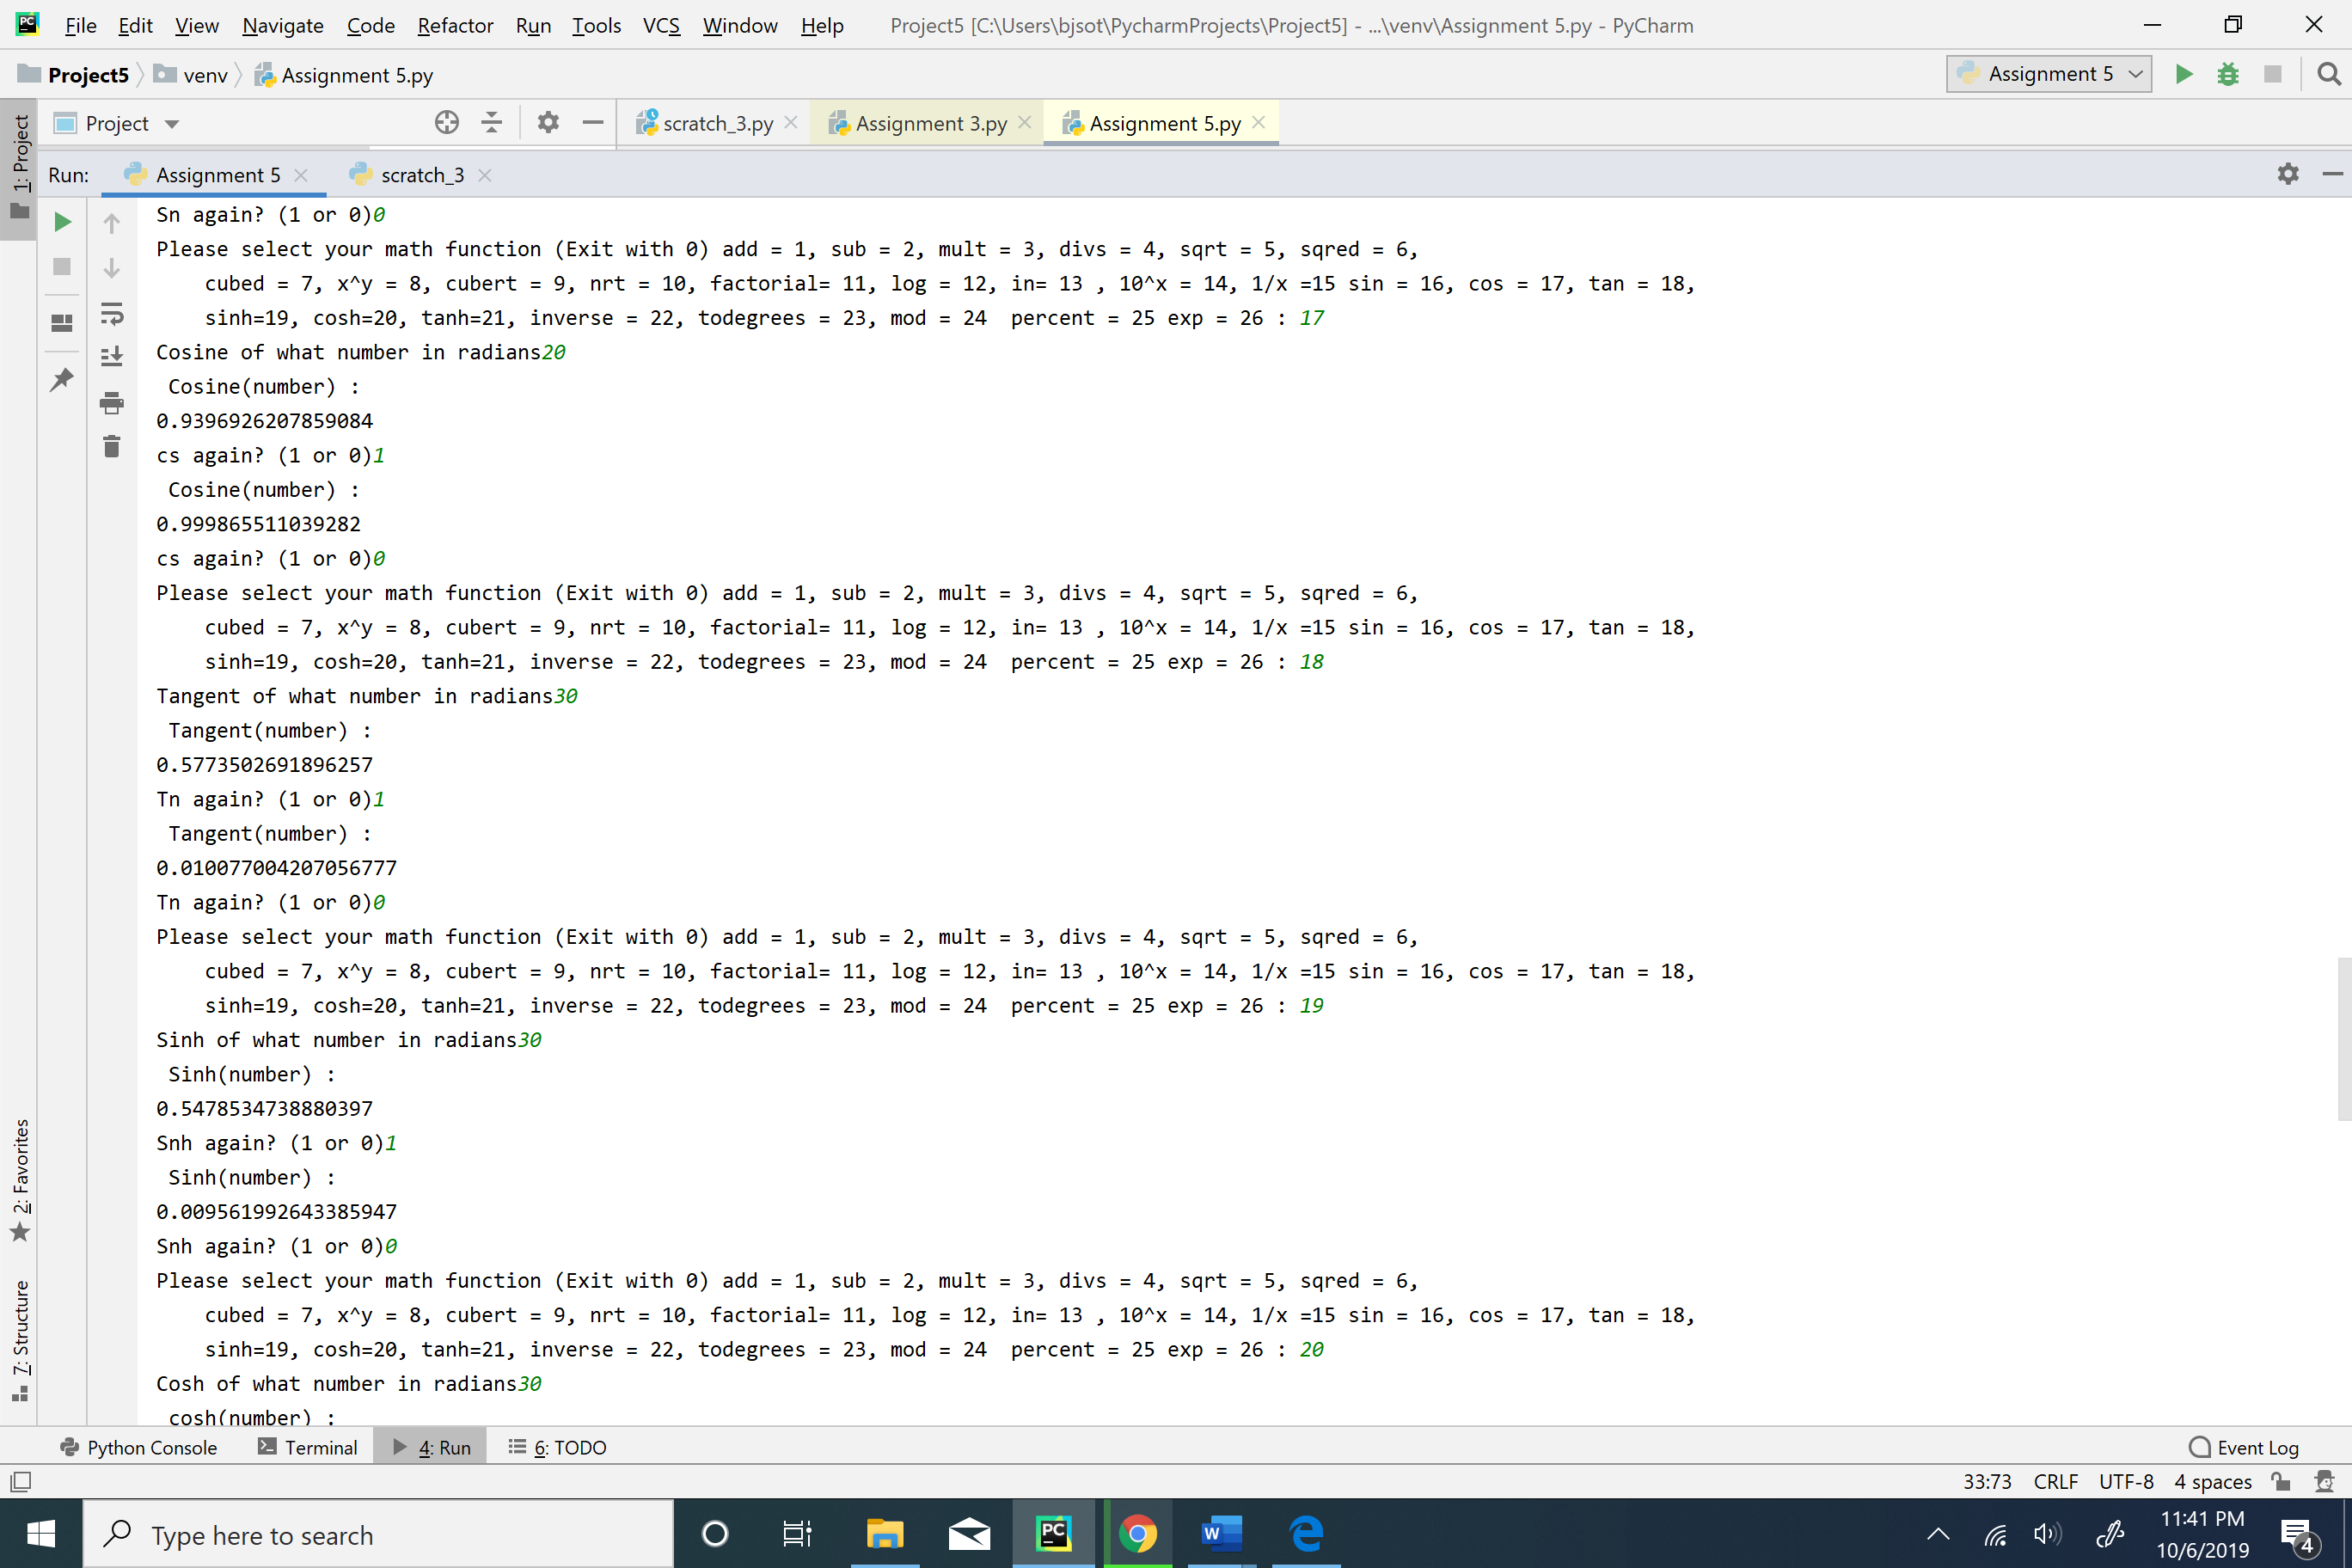 File Edit View Navigate Code Refactor Run Tools VCS Window Help Project5 [C:\Users\bjsot\PycharmProjects\Project5] - ...\venv\Assignment 5.py - PyCharm
Project5 venv Assignment 5.py Assignment 5
1: Project
Project scratch_3.py Assignment 3.py Assignment 5.py
Run: Assignment 5 scratch_3
Sn again? (1 or 0)0
Please select your math function (Exit with 0) add = 1, sub = 2, mult = 3, divs = 4, sqrt = 5, sqred = 6,
cubed = 7, x^y = 8, cubert = 9, nrt = 10, factorial= 11, log = 12, in= 13 , 10^x = 14, 1/x =15 sin = 16, cos = 17, tan = 18,
sinh=19, cosh=20, tanh=21, inverse = 22, todegrees = 23, mod = 24  percent = 25 exp = 26 : 17
Cosine of what number in radians20
Cosine(number) :
0.9396926207859084
cs again? (1 or 0)1
Cosine(number) :
0.999865511039282
cs again? (1 or 0)0
Please select your math function (Exit with 0) add = 1, sub = 2, mult = 3, divs = 4, sqrt = 5, sqred = 6,
cubed = 7, x^y = 8, cubert = 9, nrt = 10, factorial= 11, log = 12, in= 13 , 10^x = 14, 1/x =15 sin = 16, cos = 17, tan = 18,
sinh=19, cosh=20, tanh=21, inverse = 22, todegrees = 23, mod = 24  percent = 25 exp = 26 : 18
Tangent of what number in radians30
Tangent(number) :
0.5773502691896257
Tn again? (1 or 0)1
Tangent(number) :
0.010077004207056777
Tn again? (1 or 0)0
Please select your math function (Exit with 0) add = 1, sub = 2, mult = 3, divs = 4, sqrt = 5, sqred = 6,
cubed = 7, x^y = 8, cubert = 9, nrt = 10, factorial= 11, log = 12, in= 13 , 10^x = 14, 1/x =15 sin = 16, cos = 17, tan = 18,
sinh=19, cosh=20, tanh=21, inverse = 22, todegrees = 23, mod = 24  percent = 25 exp = 26 : 19
Sinh of what number in radians30
Sinh(number) :
0.5478534738880397
Snh again? (1 or 0)1
Sinh(number) :
0.009561992643385947
Snh again? (1 or 0)0
Please select your math function (Exit with 0) add = 1, sub = 2, mult = 3, divs = 4, sqrt = 5, sqred = 6,
cubed = 7, x^y = 8, cubert = 9, nrt = 10, factorial= 11, log = 12, in= 13 , 10^x = 14, 1/x =15 sin = 16, cos = 17, tan = 18,
sinh=19, cosh=20, tanh=21, inverse = 22, todegrees = 23, mod = 24  percent = 25 exp = 26 : 20
Cosh of what number in radians30
cosh(number) :
2: Favorites
7: Structure
Python Console Terminal 4: Run 6: TODO Event Log
33:73 CRLF UTF-8 4 spaces
Type here to search
11:41 PM
10/6/2019
4